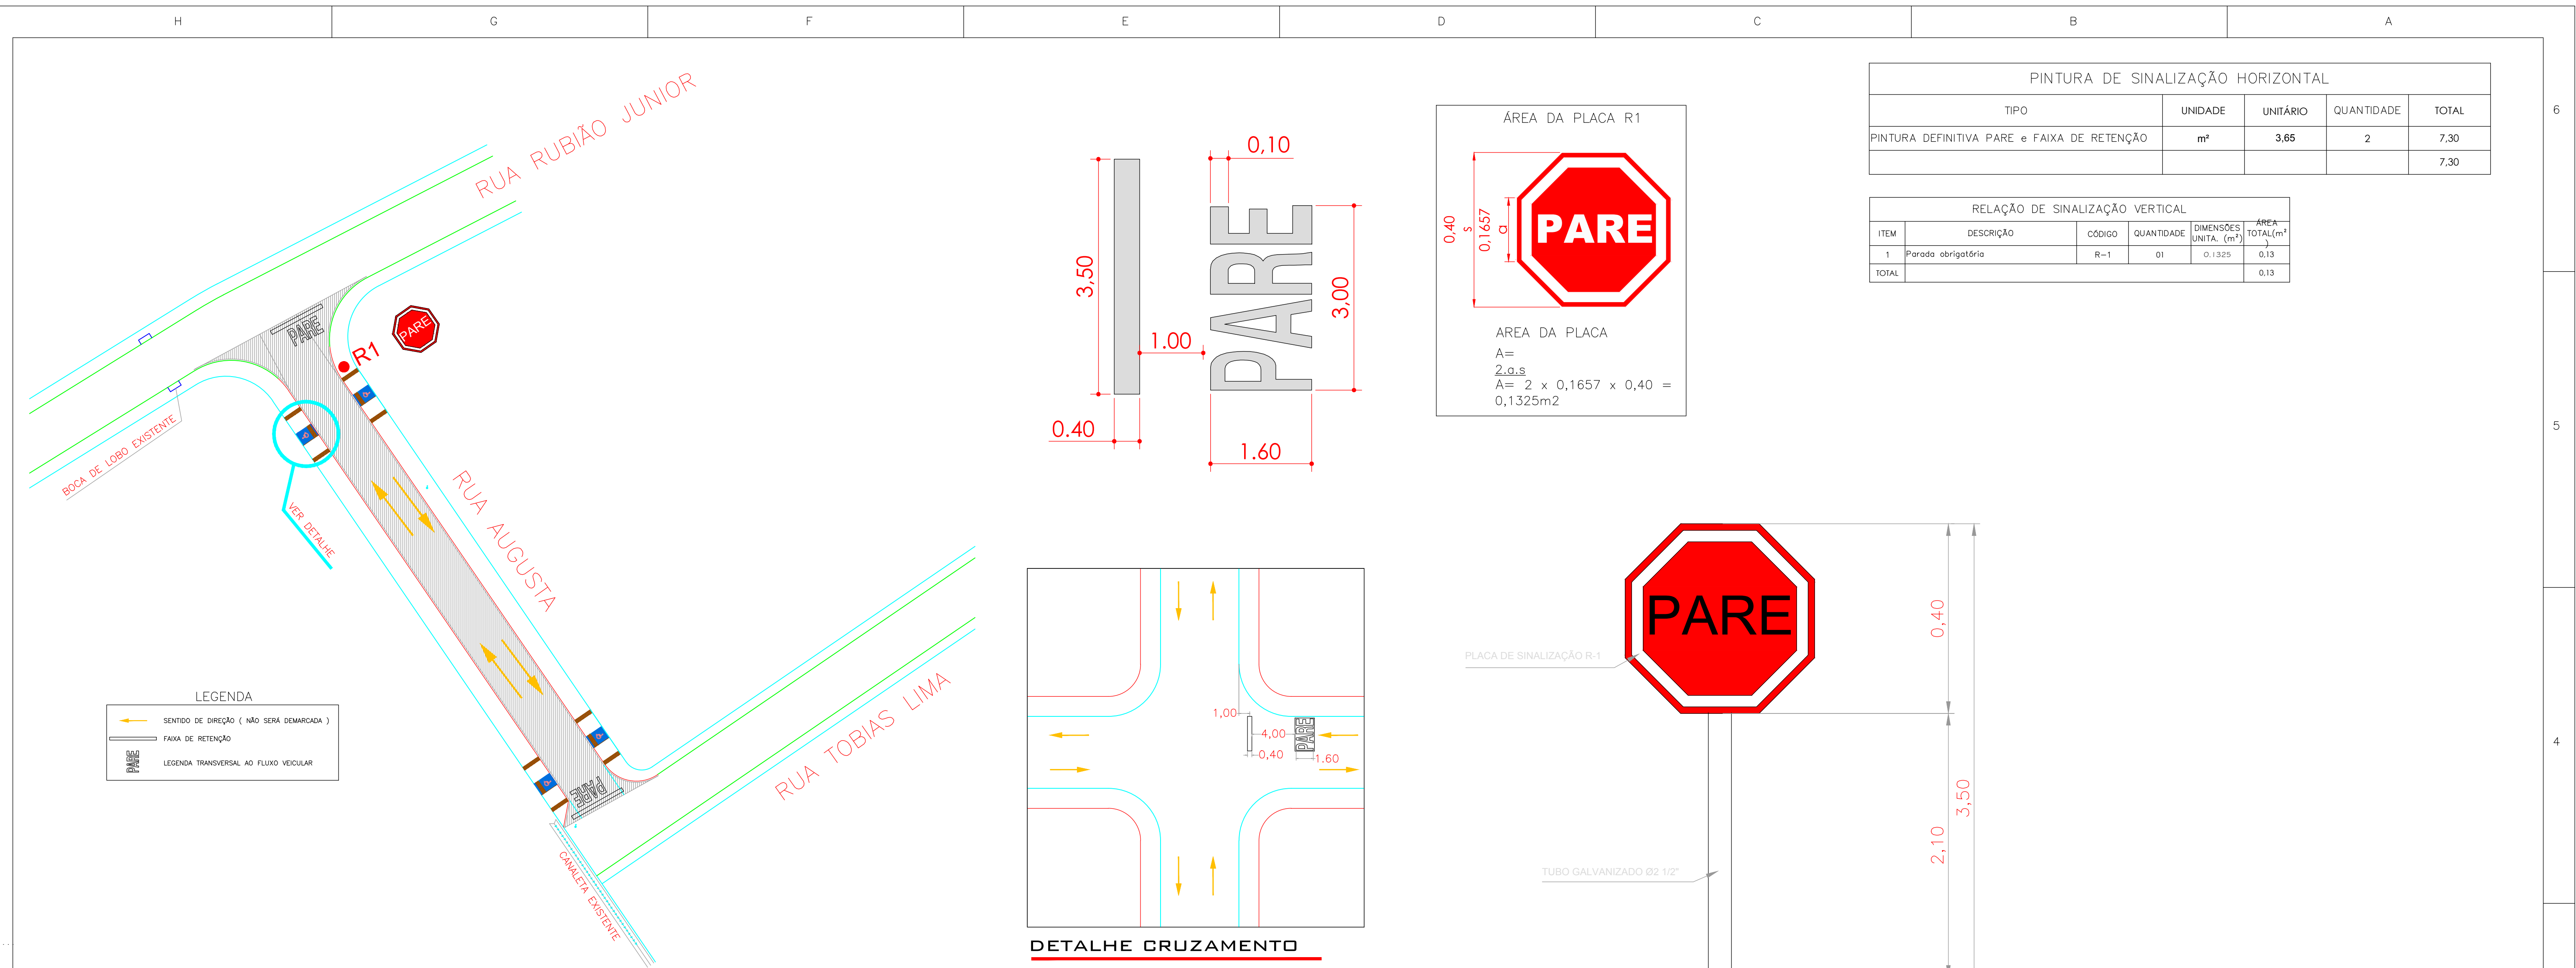 H G F E D C B A
6
5
4
RUA RUBIÃO JUNIOR
PARE
PARE
R1
BOCA DE LOBO EXISTENTE
VER DETALHE
RUA AUGUSTA
RUA TOBIAS LIMA
PARE
CANALETA EXISTENTE
LEGENDA
SENTIDO DE DIREÇÃO ( NÃO SERÁ DEMARCADA )
FAIXA DE RETENÇÃO
PARE
LEGENDA TRANSVERSAL AO FLUXO VEICULAR
0,10
3,50
PARE
3,00
1.00
0.40
1.60
ÁREA DA PLACA R1
0,40
s
0,1657
a
PARE
AREA DA PLACA
A=
2.a.s
A= 2 x 0,1657 x 0,40 =
0,1325m2
PINTURA DE SINALIZAÇÃO HORIZONTAL
TIPO UNIDADE UNITÁRIO QUANTIDADE TOTAL
PINTURA DEFINITIVA PARE e FAIXA DE RETENÇÃO m² 3,65 2 7,30
7,30
RELAÇÃO DE SINALIZAÇÃO VERTICAL
ITEM DESCRIÇÃO CÓDIGO QUANTIDADE DIMENSÕES UNITA. (m²) ÁREA TOTAL(m²)
1 Parada obrigatória R-1 01 0.1325 0,13
TOTAL 0,13
1,00
4,00
PARE
0,40
1.60
DETALHE CRUZAMENTO
PARE
PLACA DE SINALIZAÇÃO R-1
TUBO GALVANIZADO Ø2 1/2"
0,40
3,50
2,10